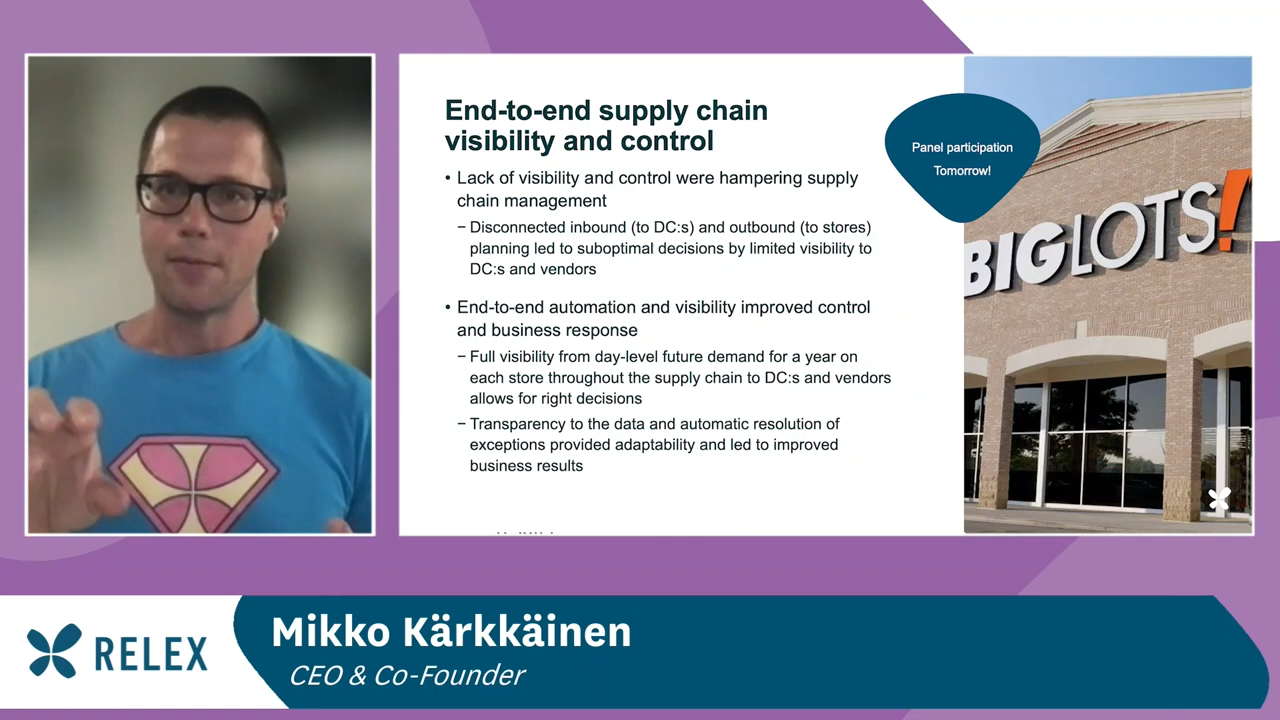 End-to-end supply chain
visibility and control
• Lack of visibility and control were hampering supply
chain management
– Disconnected inbound (to DC:s) and outbound (to stores)
planning led to suboptimal decisions by limited visibility to
DC:s and vendors
• End-to-end automation and visibility improved control
and business response
– Full visibility from day-level future demand for a year on
each store throughout the supply chain to DC:s and vendors
allows for right decisions
– Transparency to the data and automatic resolution of
exceptions provided adaptability and led to improved
business results
Panel participation
Tomorrow!
BIGLOTS!
RELEX
Mikko Kärkkäinen
CEO & Co-Founder